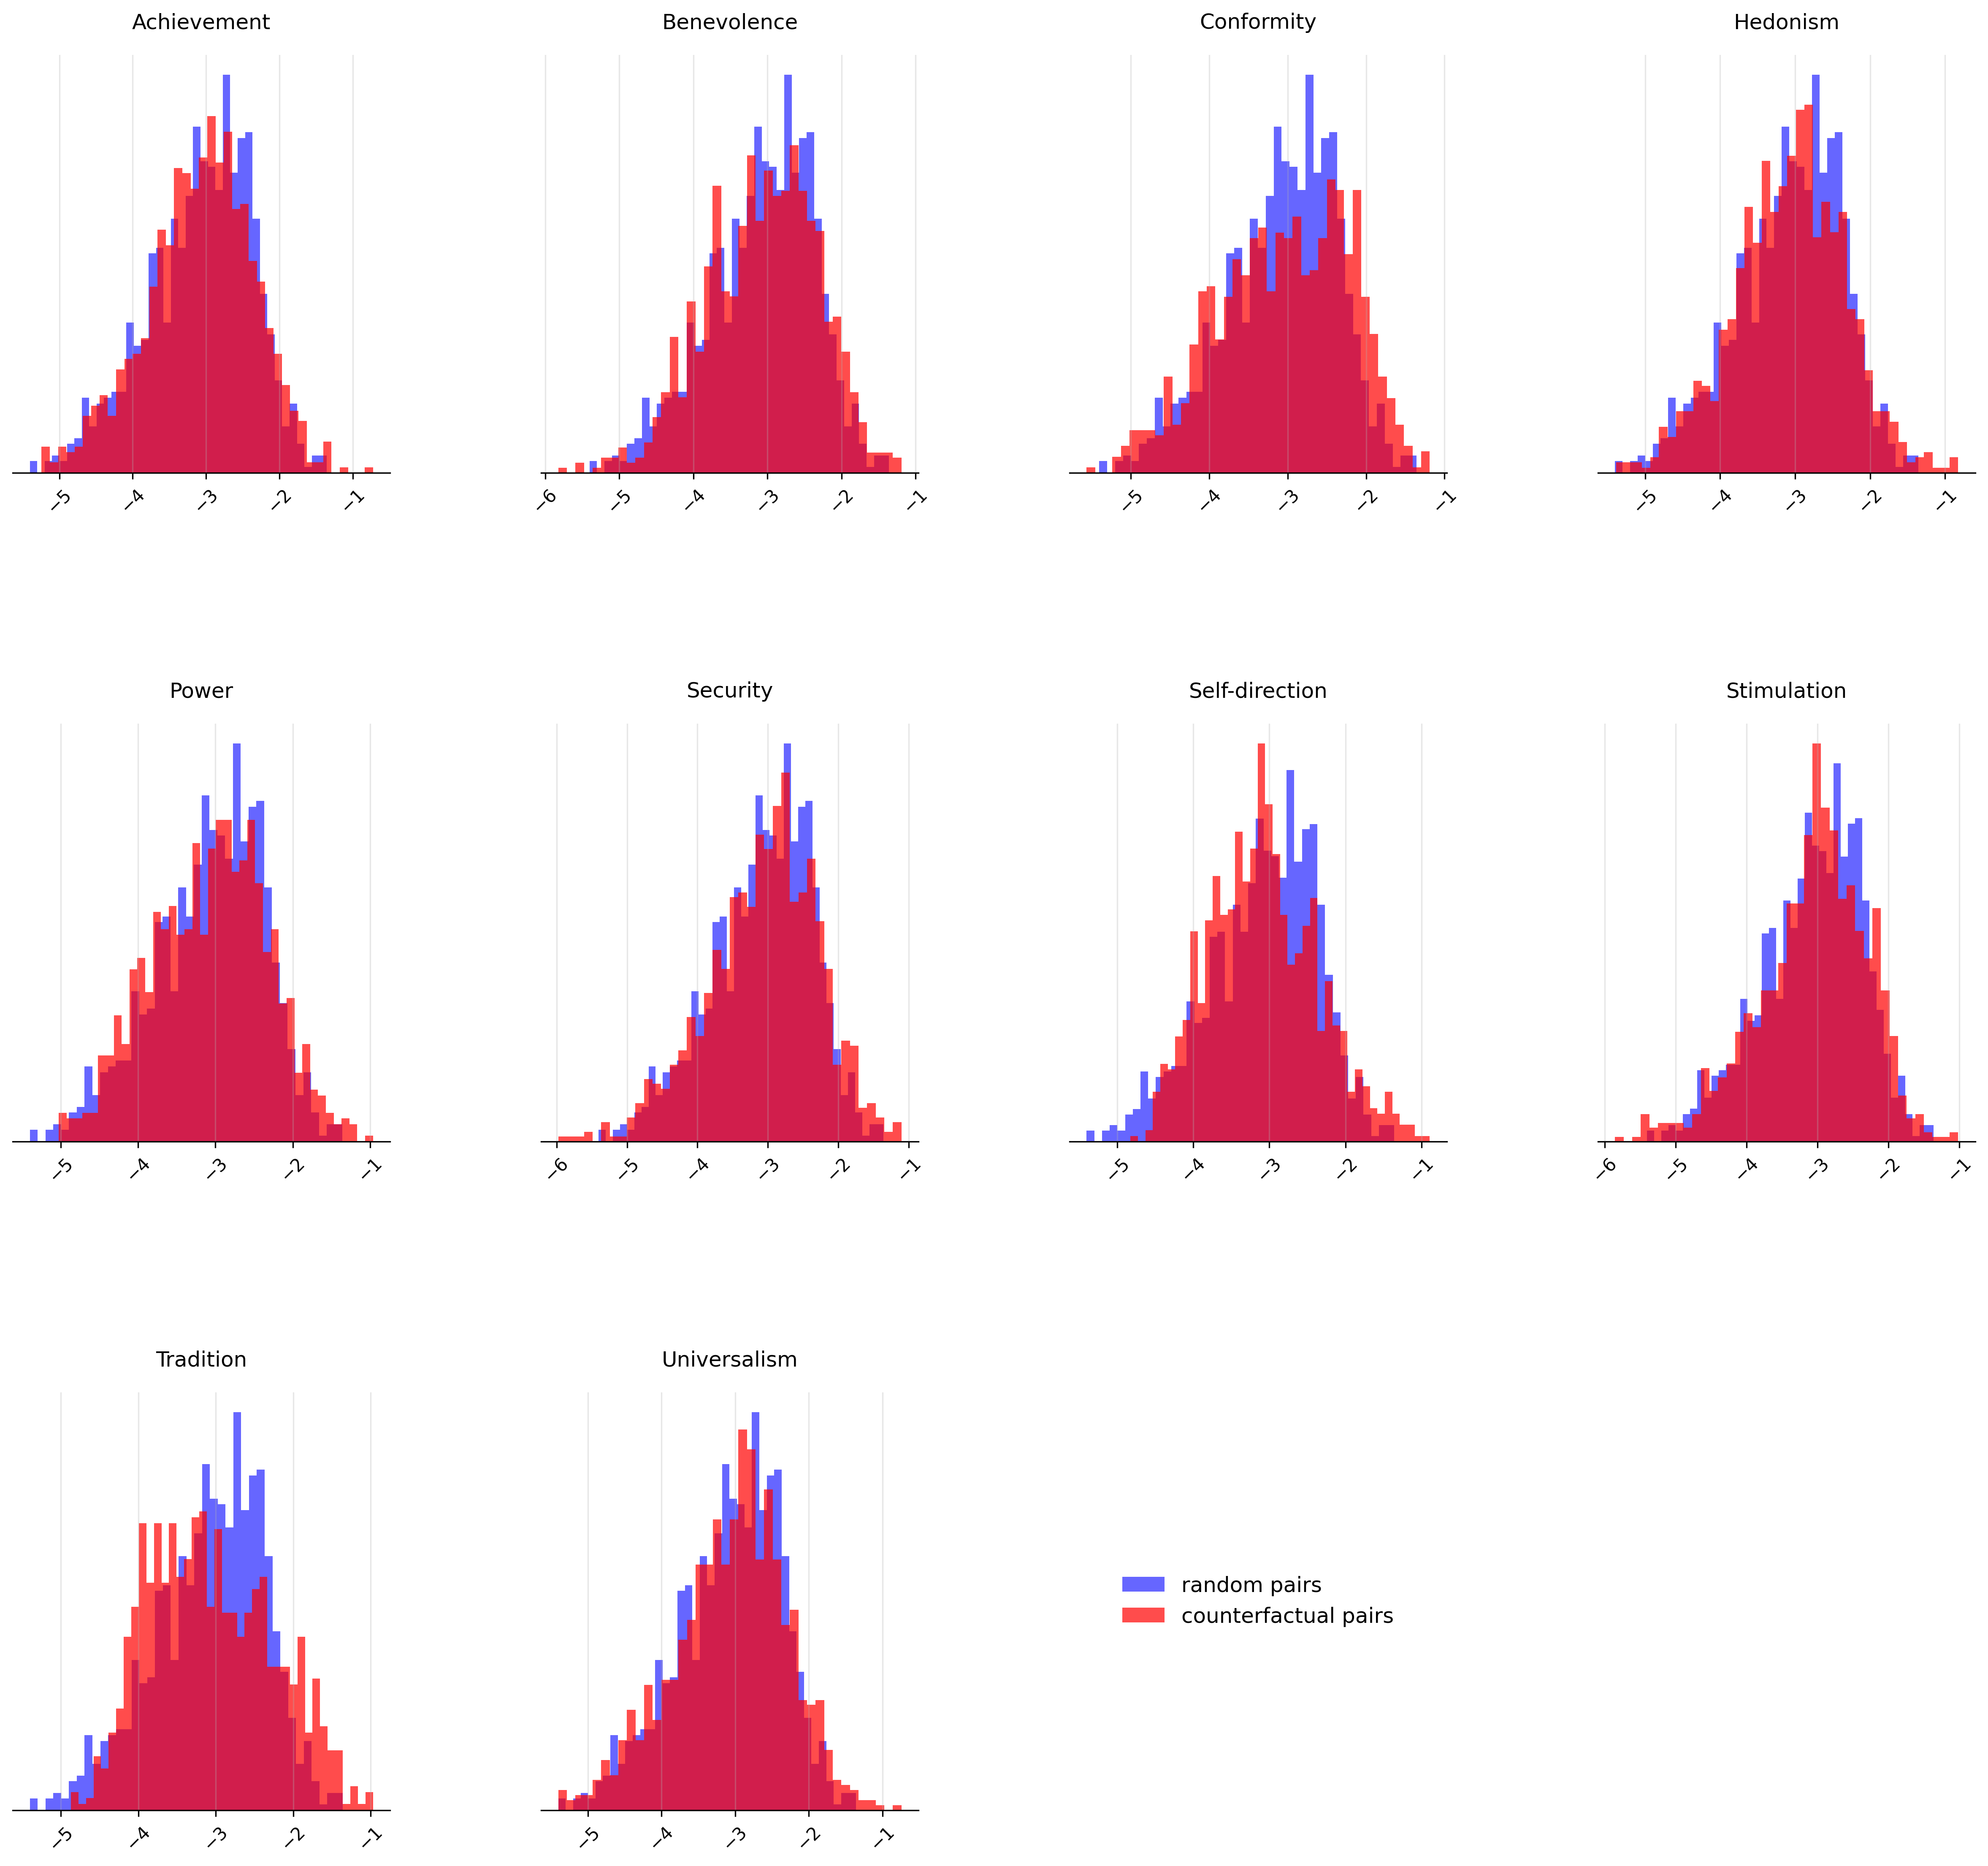 Achievement
Benevolence
Conformity
Hedonism
−5 −4 −3 −2 −1
−6 −5 −4 −3 −2 −1
−5 −4 −3 −2 −1
−5 −4 −3 −2 −1
Power
Security
Self-direction
Stimulation
−5 −4 −3 −2 −1
−6 −5 −4 −3 −2 −1
−5 −4 −3 −2 −1
−6 −5 −4 −3 −2 −1
Tradition
Universalism
−5 −4 −3 −2 −1
−5 −4 −3 −2 −1
random pairs
counterfactual pairs